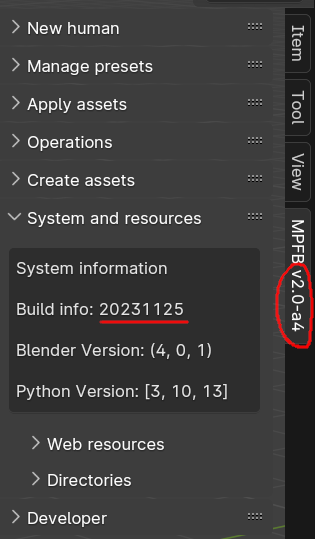 New human
Manage presets
Apply assets
Operations
Create assets
System and resources
System information
Build info: 20231125
Blender Version: (4, 0, 1)
Python Version: [3, 10, 13]
Web resources
Directories
Developer
Item
Tool
View
MPFB v2.0-a4